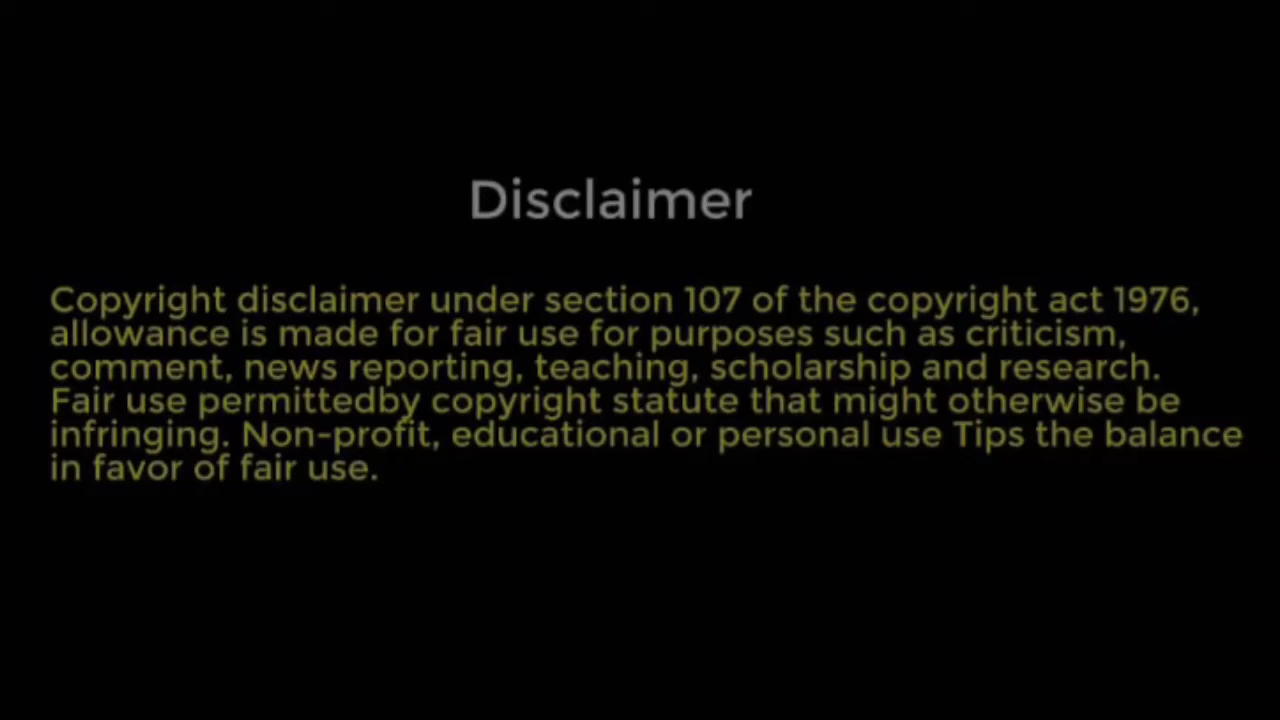 Disclaimer
Copyright disclaimer under section 107 of the copyright act 1976,
allowance is made for fair use for purposes such as criticism,
comment, news reporting, teaching, scholarship and research.
Fair use permittedby copyright statute that might otherwise be
infringing. Non-profit, educational or personal use Tips the balance
in favor of fair use.